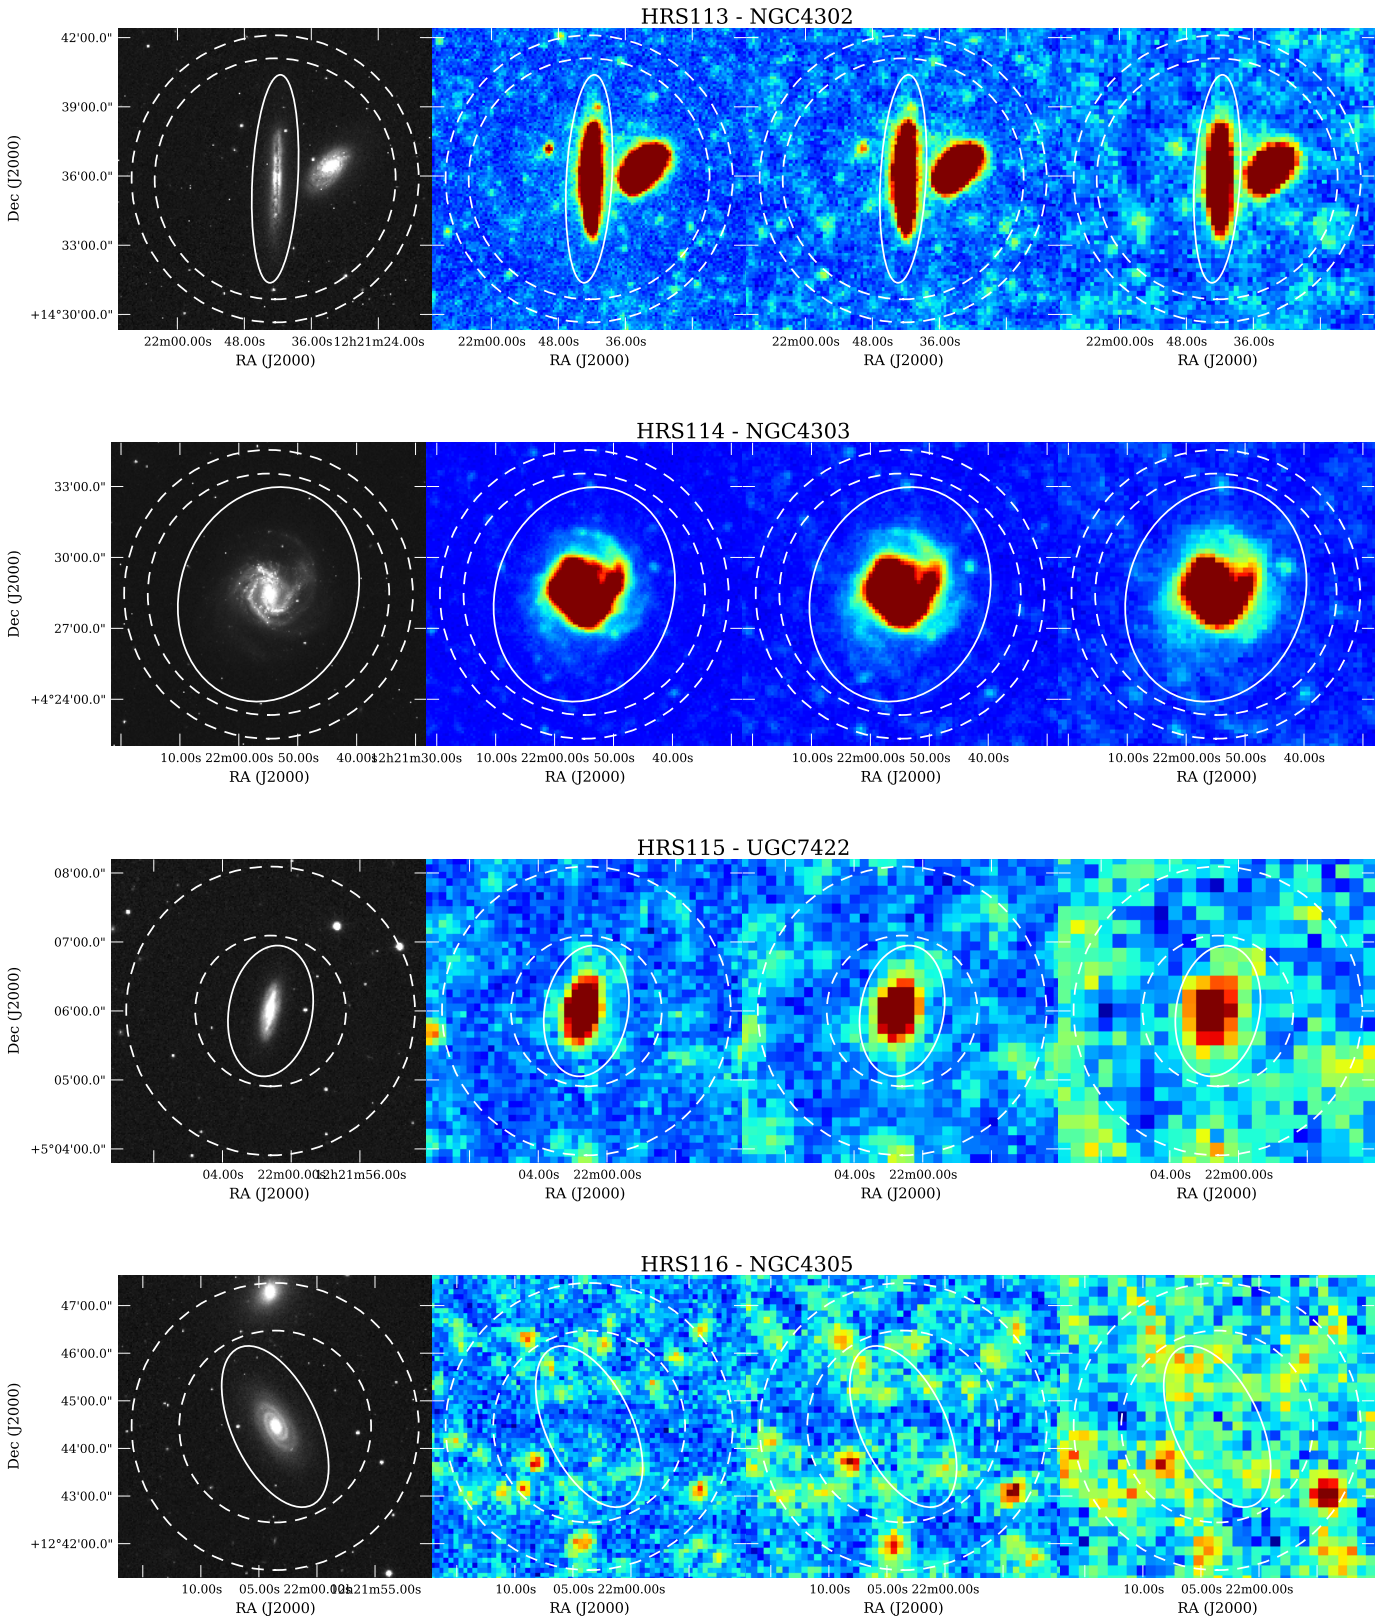 HRS113 - NGC4302
42'00.0"
39'00.0"
36'00.0"
33'00.0"
+14°30'00.0"
Dec (J2000)
22m00.00s 48.00s 36.00s 12h21m24.00s 22m00.00s 48.00s 36.00s 22m00.00s 48.00s 36.00s 22m00.00s 48.00s 36.00s
RA (J2000) RA (J2000) RA (J2000) RA (J2000)
HRS114 - NGC4303
33'00.0"
30'00.0"
27'00.0"
+4°24'00.0"
Dec (J2000)
10.00s 22m00.00s 50.00s 40.00s 12h21m30.00s 10.00s 22m00.00s 50.00s 40.00s 10.00s 22m00.00s 50.00s 40.00s 10.00s 22m00.00s 50.00s 40.00s
RA (J2000) RA (J2000) RA (J2000) RA (J2000)
HRS115 - UGC7422
08'00.0"
07'00.0"
06'00.0"
05'00.0"
+5°04'00.0"
Dec (J2000)
04.00s 22m00.00s 12h21m56.00s 04.00s 22m00.00s 04.00s 22m00.00s 04.00s 22m00.00s
RA (J2000) RA (J2000) RA (J2000) RA (J2000)
HRS116 - NGC4305
47'00.0"
46'00.0"
45'00.0"
44'00.0"
43'00.0"
+12°42'00.0"
Dec (J2000)
10.00s 05.00s 22m00.00s 12h21m55.00s 10.00s 05.00s 22m00.00s 10.00s 05.00s 22m00.00s 10.00s 05.00s 22m00.00s
RA (J2000) RA (J2000) RA (J2000) RA (J2000)